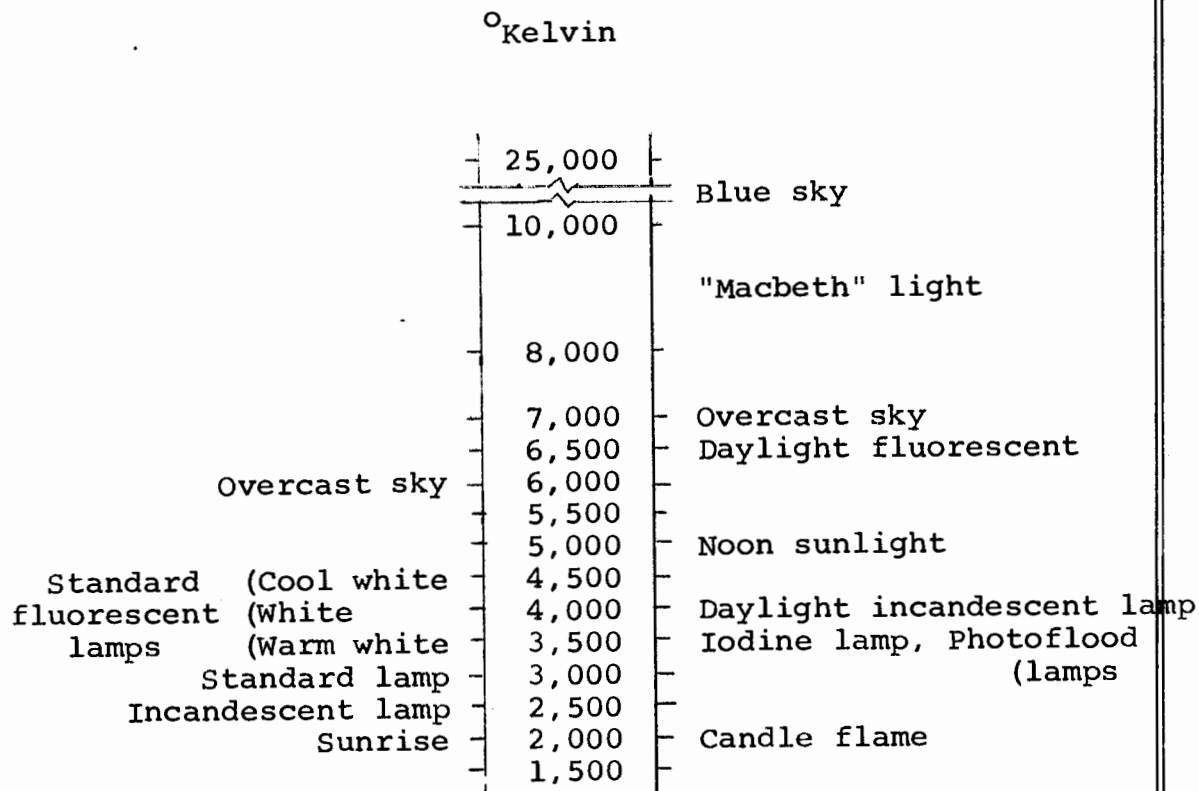 °Kelvin
25,000
Blue sky
10,000
"Macbeth" light
8,000
7,000 Overcast sky
6,500 Daylight fluorescent
Overcast sky 6,000
5,500
5,000 Noon sunlight
Standard (Cool white 4,500
fluorescent (White 4,000 Daylight incandescent lamp
lamps (Warm white 3,500 Iodine lamp, Photoflood
Standard lamp 3,000 (lamps
Incandescent lamp 2,500
Sunrise 2,000 Candle flame
1,500